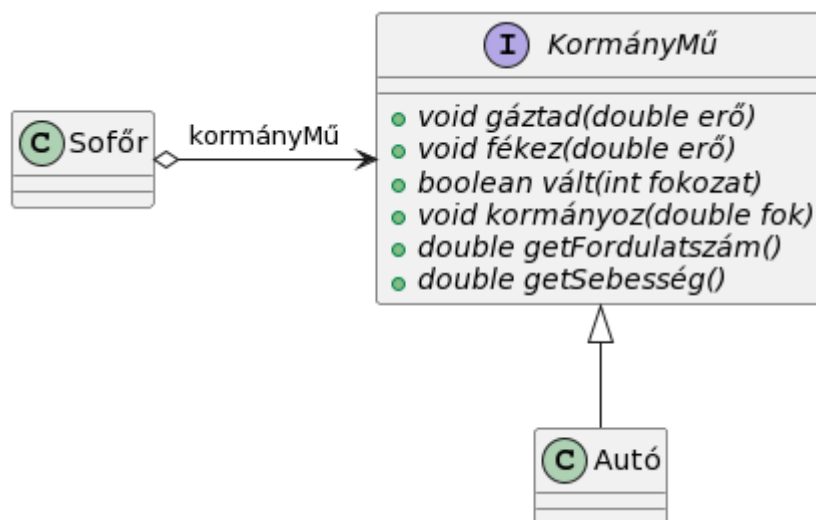 I KormányMű
C Sofőr
kormányMű
void gáztad(double erő)
void fékez(double erő)
boolean vált(int fokozat)
void kormányoz(double fok)
double getFordulatszám()
double getSebesség()
C Autó